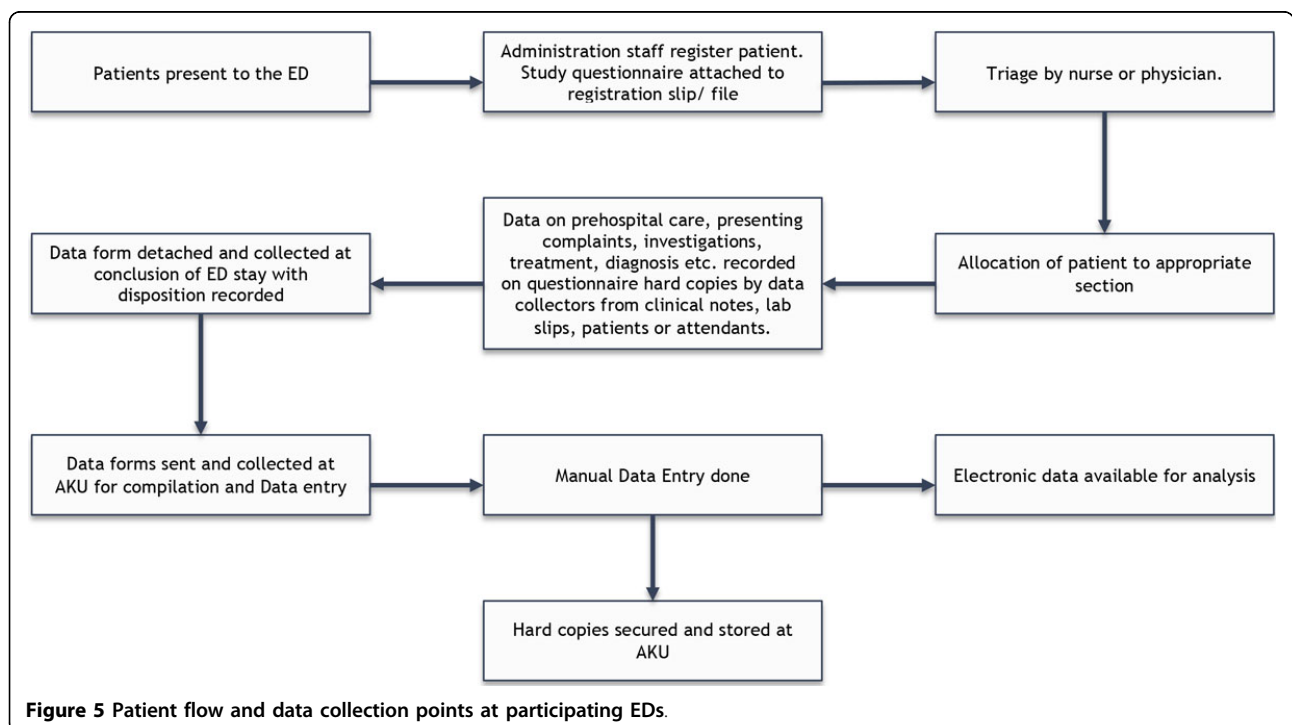 Patients present to the ED
Administration staff register patient.
Study questionnaire attached to
registration slip/ file
Triage by nurse or physician.
Allocation of patient to appropriate
section
Data on prehospital care, presenting
complaints, investigations,
treatment, diagnosis etc. recorded
on questionnaire hard copies by data
collectors from clinical notes, lab
slips, patients or attendants.
Data form detached and collected at
conclusion of ED stay with
disposition recorded
Data forms sent and collected at
AKU for compilation and Data entry
Manual Data Entry done
Electronic data available for analysis
Hard copies secured and stored at
AKU
Figure 5 Patient flow and data collection points at participating EDs.